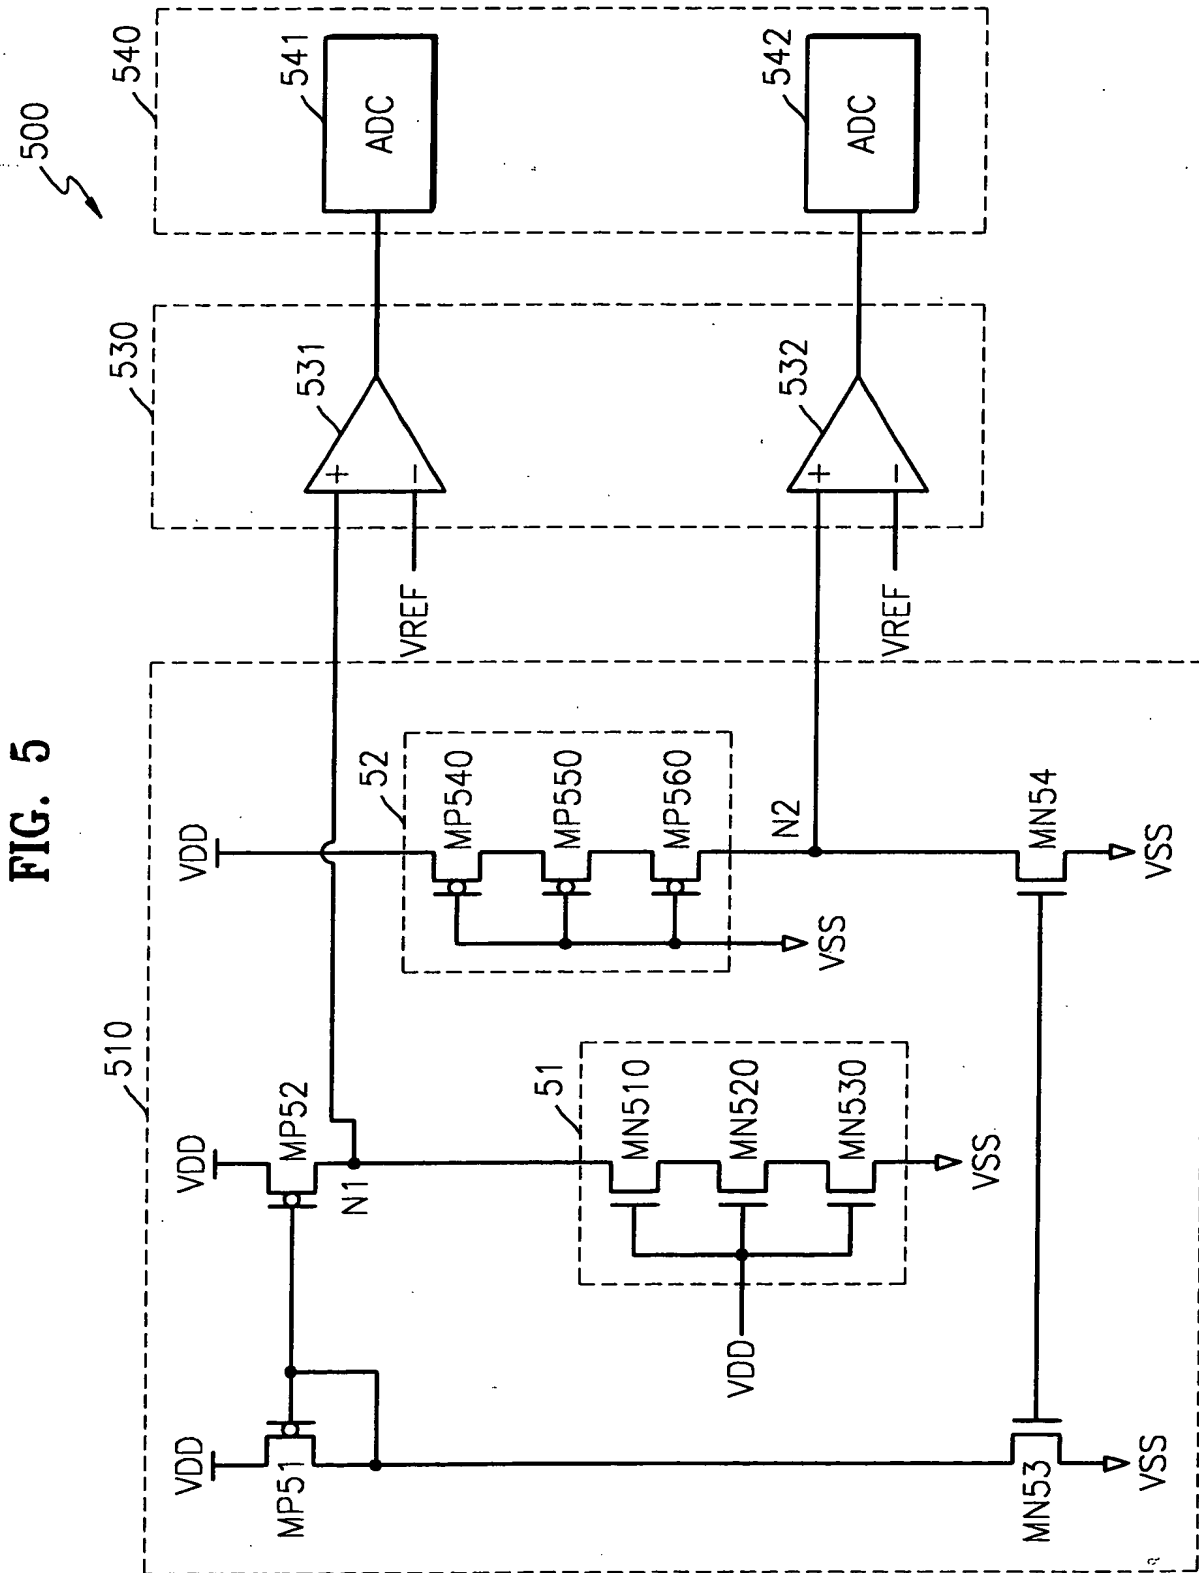 FIG. 5
500
510
530
540
VDD
VDD
VDD
MP51
MP52
N1
52
MP540
MP550
MP560
VSS
N2
51
MN510
MN520
MN530
VDD
VSS
MN53
VSS
MN54
VSS
531
+
−
VREF
532
+
−
VREF
541
ADC
542
ADC